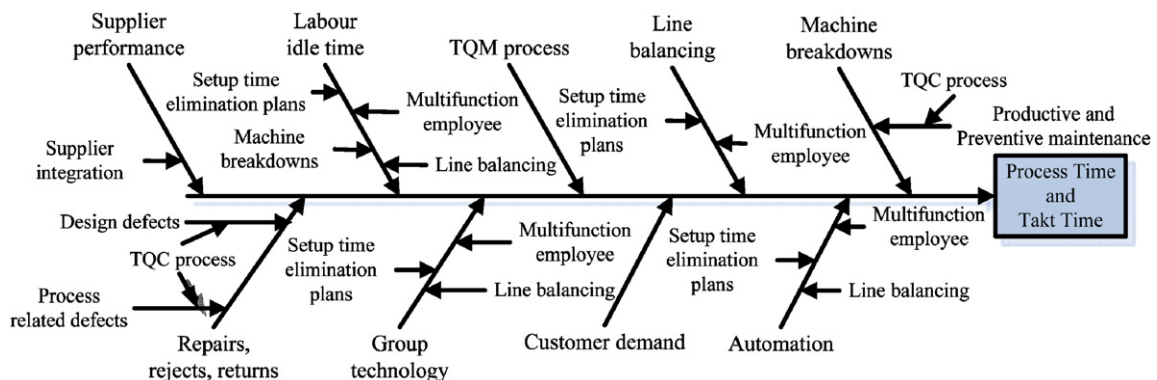 Supplier
performance
Labour
idle time
TQM process
Line
balancing
Machine
breakdowns
Setup time
elimination plans
Multifunction
employee
Machine
breakdowns
Line balancing
Setup time
elimination
plans
Multifunction
employee
TQC process
Productive and
Preventive maintenance
Supplier
integration
Process Time
and
Takt Time
Design defects
TQC process
Process
related defects
Repairs,
rejects, returns
Setup time
elimination
plans
Multifunction
employee
Line balancing
Group
technology
Customer demand
Setup time
elimination
plans
Multifunction
employee
Line balancing
Automation